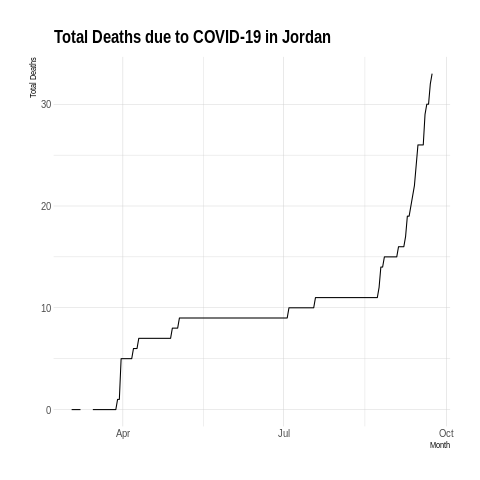 Total Deaths due to COVID-19 in Jordan
Total Deaths
30
20
10
0
Apr
Jul
Oct
Month